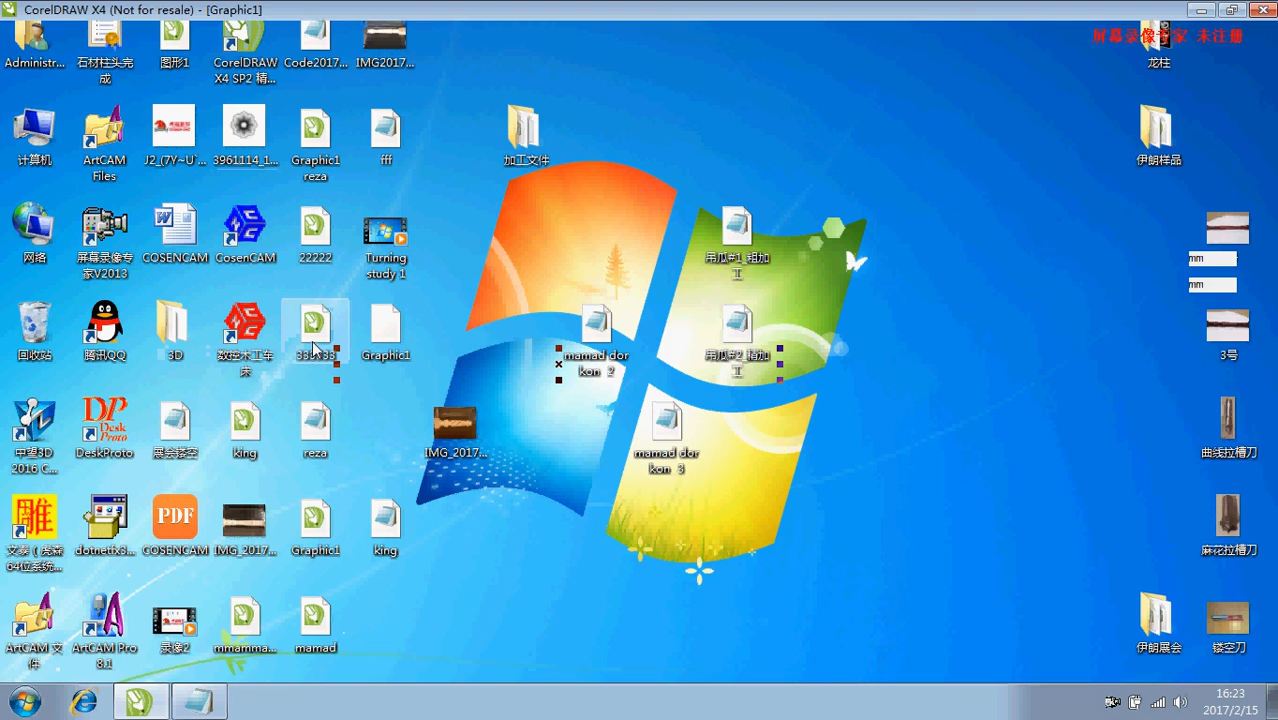 CorelDRAW X4 (Not for resale) - [Graphic1]
屏幕录像专家 未注册
Administr...
石材柱头完
成
图形1
CorelDRAW
X4 SP2 精...
Code2017...
IMG2017...
龙柱
计算机
ArtCAM
Files
J2_(7Y~U`...
3961114_1...
Graphic1
reza
fff
加工文件
伊朗样品
网络
屏幕录像专
家V2013
COSENCAM
CosenCAM
22222
Turning
study 1
吊瓜#1_粗加
工
mm
mm
回收站
腾讯QQ
3D
数控木工车
床
333333
Graphic1
mamad dor
kon 2
吊瓜#2_精加
工
3号
中望3D
2016 C...
DeskProto
展会镂空
king
reza
IMG_2017...
mamad dor
kon 3
曲线拉槽刀
文泰（虎森
64位系统...
dotnetfx3...
COSENCAM
IMG_2017...
Graphic1
king
麻花拉槽刀
ArtCAM 文
件
ArtCAM Pro
8.1
录像2
mmamma...
mamad
伊朗展会
镂空刀
16:23
2017/2/15